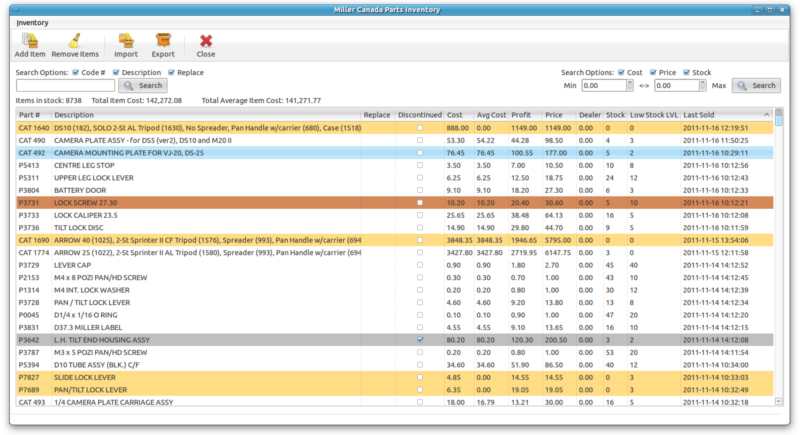 Miller Canada Parts Inventory
Inventory
Add Item Remove Items Import Export Close
Search Options: Code # Description Replace
Search
Search Options: Cost Price Stock
Min 0.00 <-> 0.00 Max Search
Items in stock: 8738 Total Item Cost: 142,272.08 Total Average Item Cost: 141,271.77
Part # Description Replace Discontinued Cost Avg Cost Profit Price Dealer Stock Low Stock LVL Last Sold
CAT 1640 DS10 (182), SOLO 2-St AL Tripod (1630), No Spreader, Pan Handle w/carrier (680), Case (1518) 888.00 0.00 1149.00 1149.00 0.00 0 0 2011-11-16 12:19:51
CAT 490 CAMERA PLATE ASSY - for DS5 (ver2), DS10 and M20 II 53.30 54.22 44.28 98.50 0.00 4 3 2011-11-16 11:50:25
CAT 492 CAMERA MOUNTING PLATE FOR VJ-20, DS-25 76.45 76.45 100.55 177.00 0.00 5 2 2011-11-16 10:29:11
P5413 CENTRE LEG STOP 3.50 3.50 7.00 10.50 0.00 10 8 2011-11-16 10:12:56
P5311 UPPER LEG LOCK LEVER 6.25 6.25 12.50 18.75 0.00 24 12 2011-11-16 10:12:43
P3804 BATTERY DOOR 9.10 9.10 18.20 27.30 0.00 6 3 2011-11-16 10:12:33
P3731 LOCK SCREW 27.30 10.20 10.20 20.40 30.60 0.00 5 10 2011-11-16 10:12:21
P3733 LOCK CALIPER 23.5 25.65 25.65 38.48 64.13 0.00 16 5 2011-11-16 10:12:08
P3736 TILT LOCK DISC 14.90 14.90 29.80 44.70 0.00 9 5 2011-11-16 10:11:59
CAT 1690 ARROW 40 (1025), 2-St Sprinter II CF Tripod (1576), Spreader (993), Pan Handle w/carrier (694 3848.35 3848.35 1946.65 5795.00 0.00 0 0 2011-11-15 13:54:06
CAT 1774 ARROW 25 (1022), 2-St Sprinter II AL Tripod (1580), Spreader (993), Pan Handle w/carrier (694 3427.80 3427.80 2719.95 6147.75 0.00 3 0 2011-11-15 12:11:58
P3729 LEVER CAP 0.90 0.90 1.80 2.70 0.00 45 40 2011-11-14 14:12:52
P2153 M4 x 8 POZI PAN/HD SCREW 0.30 0.30 0.70 1.00 0.00 43 10 2011-11-14 14:12:45
P1314 M4 INT. LOCK WASHER 0.20 0.20 0.80 1.00 0.00 30 12 2011-11-14 14:12:39
P3728 PAN / TILT LOCK LEVER 4.60 4.60 9.20 13.80 0.00 13 8 2011-11-14 14:12:34
P0045 D1/4 x 1/16 O RING 0.10 0.10 0.90 1.00 0.00 47 20 2011-11-14 14:12:20
P3831 D37.3 MILLER LABEL 4.55 4.55 9.10 13.65 0.00 16 10 2011-11-14 14:12:15
P3642 L.H. TILT END HOUSING ASSY 80.20 80.20 120.30 200.50 0.00 3 2 2011-11-14 14:12:08
P3787 M3 x 5 POZI PAN/HD SCREW 0.20 0.20 0.80 1.00 0.00 53 20 2011-11-14 14:11:54
P5394 D10 TUBE ASSY (BLK.) C/F 34.60 34.60 51.90 86.50 0.00 40 12 2011-11-14 10:34:00
P7827 SLIDE LOCK LEVER 4.85 0.00 14.55 14.55 0.00 0 3 2011-11-14 10:33:03
P7689 PAN/TILT LOCK LEVER 6.35 0.00 19.05 19.05 0.00 0 3 2011-11-14 10:32:49
CAT 493 1/4 CAMERA PLATE CARRIAGE ASSY 18.00 16.79 13.21 30.00 0.00 16 5 2011-11-14 10:32:18